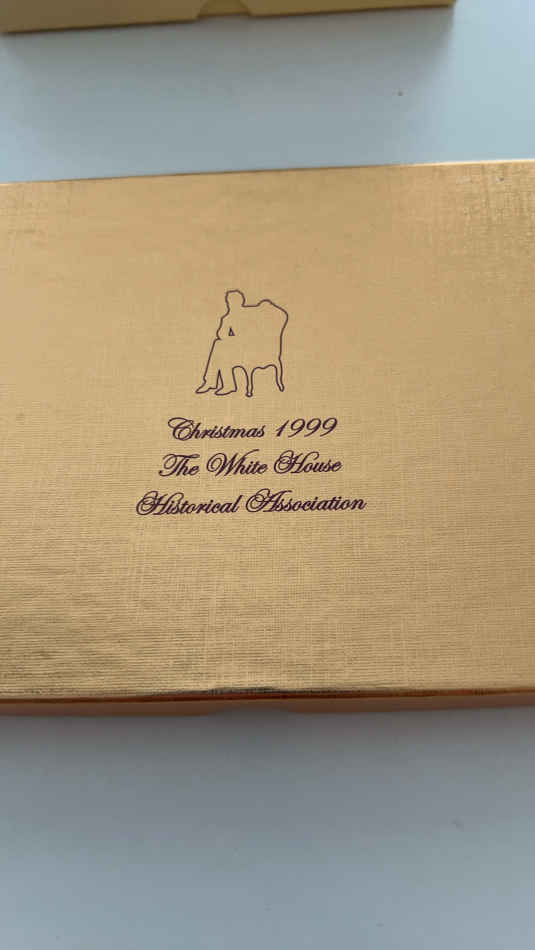 Christmas 1999
The White House
Historical Association